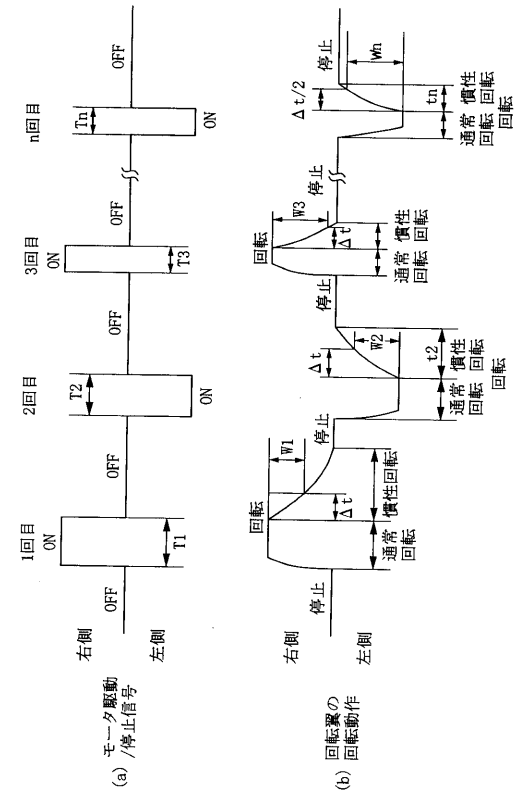 1回目
2回目
3回目
n回目
ON
T1
T2
ON
ON
T3
Tn
ON
OFF
OFF
OFF
OFF
OFF
右側
左側
(a) モータ駆動
/停止信号
回転
W1
停止
Δt
通常
回転
慣性回転
停止
Δt
W2
t2
通常
回転
慣性
回転
停止
回転
W3
Δt
通常
回転
慣性
回転
停止
Δt/2
停止
Wn
tn
通常
回転
慣性
回転
右側
左側
(b) 回転翼の
回転動作